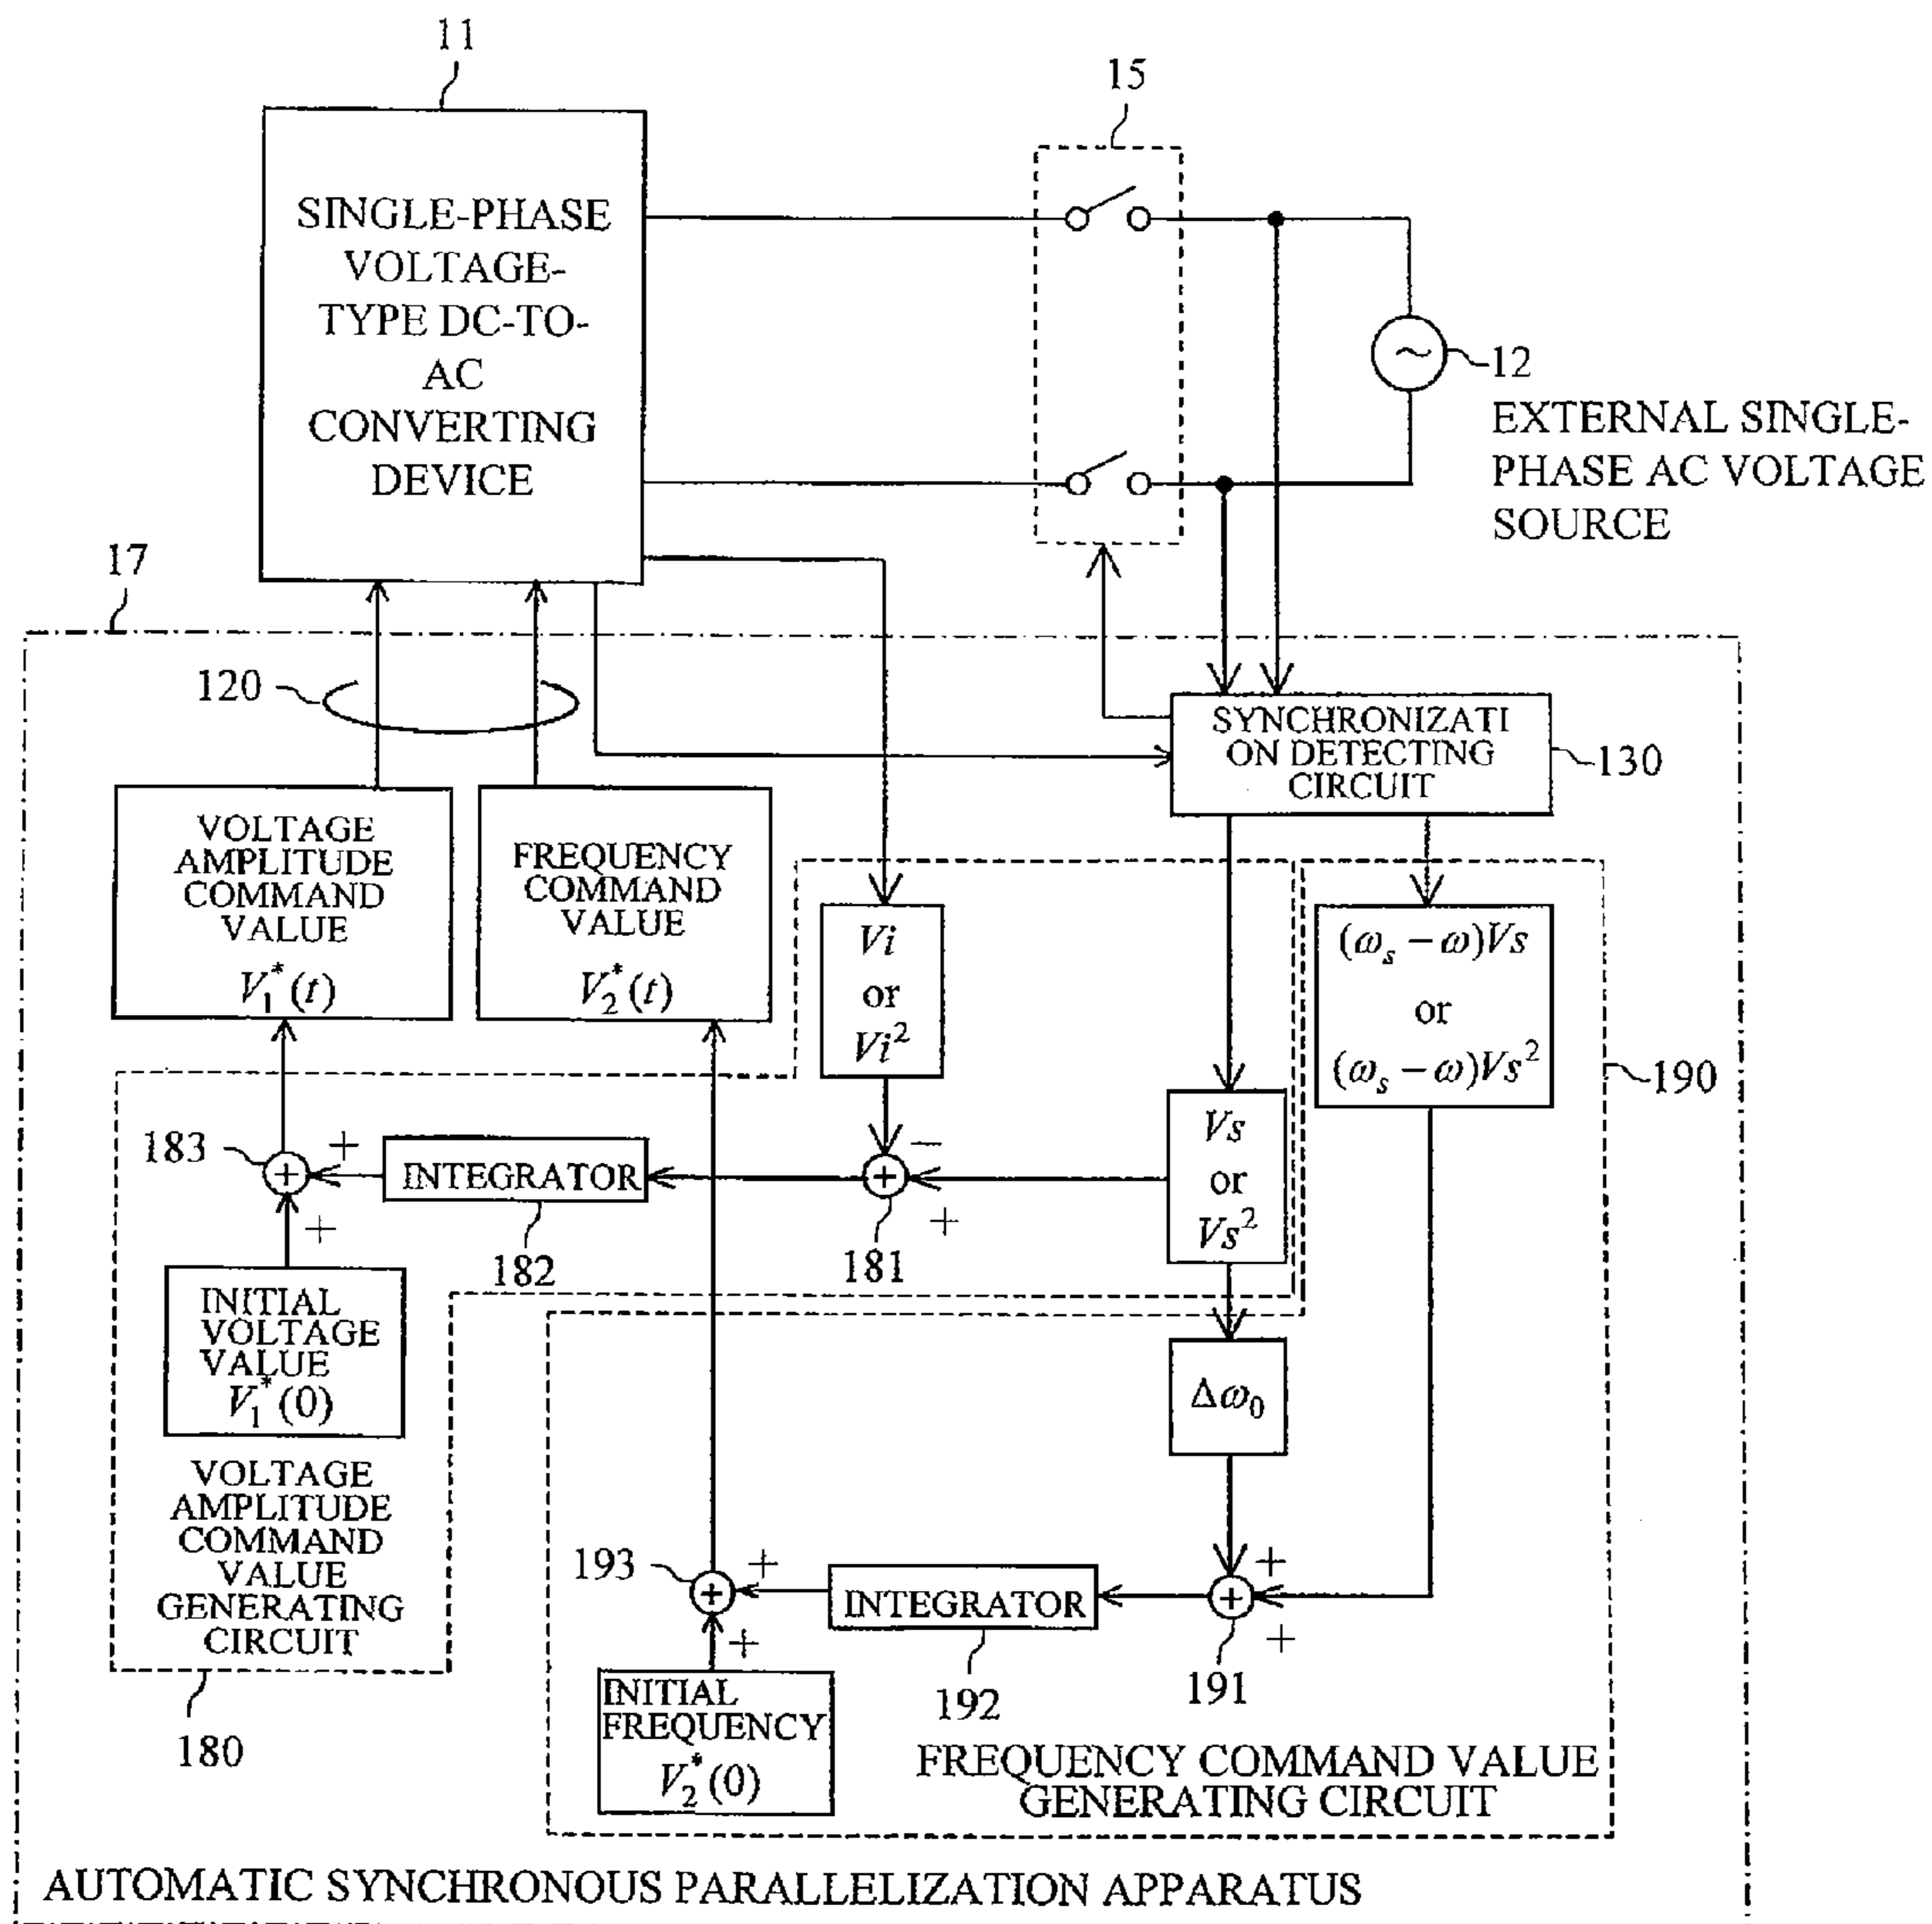 11
15
SINGLE-PHASE
VOLTAGE-
TYPE DC-TO-
AC
CONVERTING
DEVICE
~
12
EXTERNAL SINGLE-
PHASE AC VOLTAGE
SOURCE
17
120
SYNCHRONIZATI
ON DETECTING
CIRCUIT
130
VOLTAGE
AMPLITUDE
COMMAND
VALUE
V₁*(t)
FREQUENCY
COMMAND
VALUE
V₂*(t)
Vi
or
Vi²
(ωₛ − ω)Vs
or
(ωₛ − ω)Vs²
190
Vs
or
Vs²
183
+
+
+
INTEGRATOR
182
−
+
+
181
INITIAL
VOLTAGE
VALUE
V₁*(0)
Δω₀
VOLTAGE
AMPLITUDE
COMMAND
VALUE
GENERATING
CIRCUIT
180
193
+
+
+
INTEGRATOR
192
+
+
+
191
INITIAL
FREQUENCY
V₂*(0)
FREQUENCY COMMAND VALUE
GENERATING CIRCUIT
AUTOMATIC SYNCHRONOUS PARALLELIZATION APPARATUS